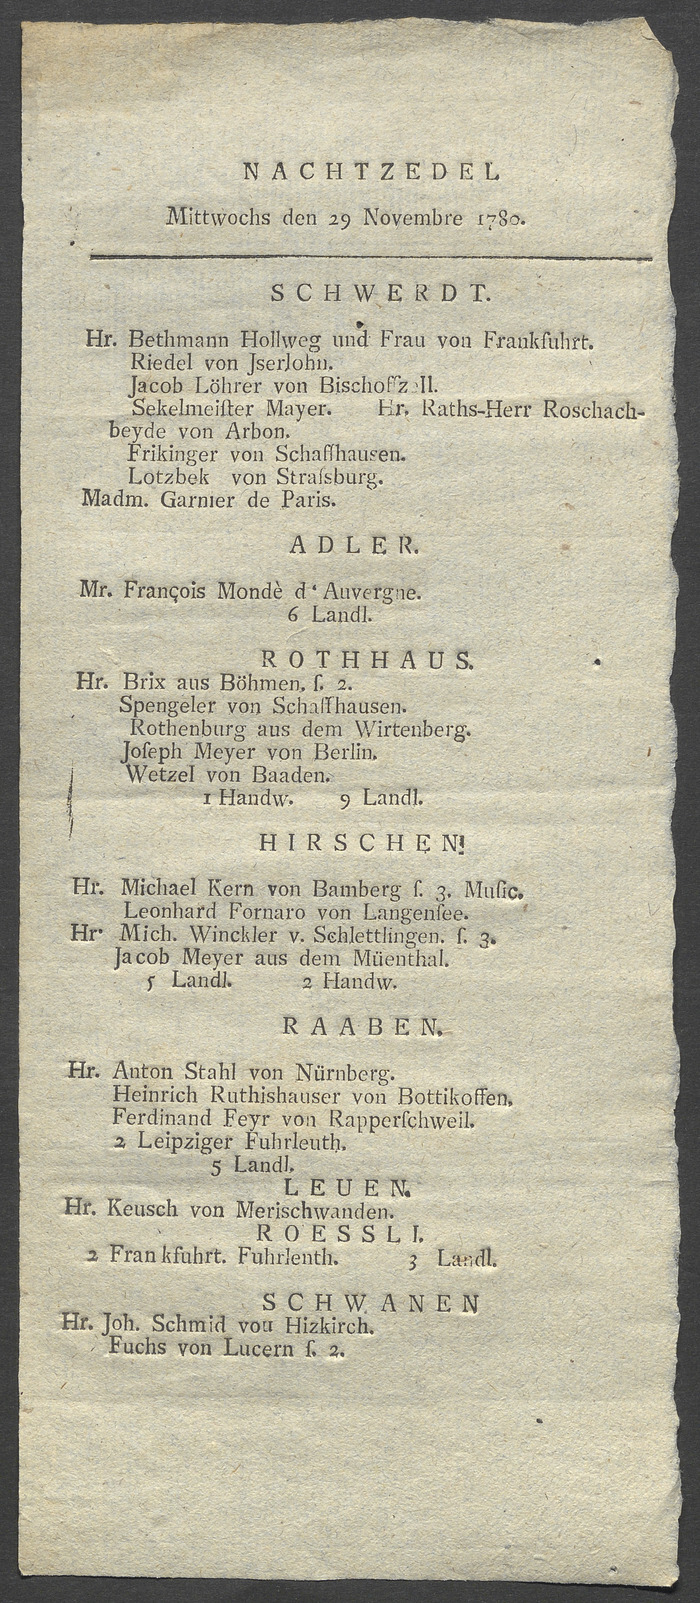 NACHTZEDEL
Mittwochs den 29 Novembre 1780.
SCHWERDT.
Hr. Bethmann Hollweg und Frau von Frankfuhrt.
Riedel von Jserlohn.
Jacob Löhrer von Bischoffzell.
Sekelmeiſter Mayer. Hr. Raths-Herr Roschach-
beyde von Arbon.
Frikinger von Schaffhausen.
Lotzbek von Straſsburg.
Madm. Garnier de Paris.
ADLER.
Mr. François Mondè d'Auvergne.
6 Landl.
ROTHHAUS.
Hr. Brix aus Böhmen. ſ. 2.
Spengeler von Schaffhausen.
Rothenburg aus dem Wirtenberg.
Joſeph Meyer von Berlin.
Wetzel von Baaden.
1 Handw. 9 Landl.
HIRSCHEN!
Hr. Michael Kern von Bamberg ſ. 3. Muſic.
Leonhard Fornaro von Langenſee.
Hr. Mich. Winckler v. Schlettlingen. ſ. 3.
Jacob Meyer aus dem Müenthal.
5 Landl. 2 Handw.
RAABEN.
Hr. Anton Stahl von Nürnberg.
Heinrich Ruthishauser von Bottikoffen.
Ferdinand Feyr von Rapperſchweil.
2 Leipziger Fuhrleuth.
5 Landl.
LEUEN.
Hr. Keusch von Merischwanden.
ROESSLI.
2 Frankfuhrt. Fuhrlenth. 3 Landl.
SCHWANEN
Hr. Joh. Schmid von Hizkirch.
Fuchs von Lucern ſ. 2.